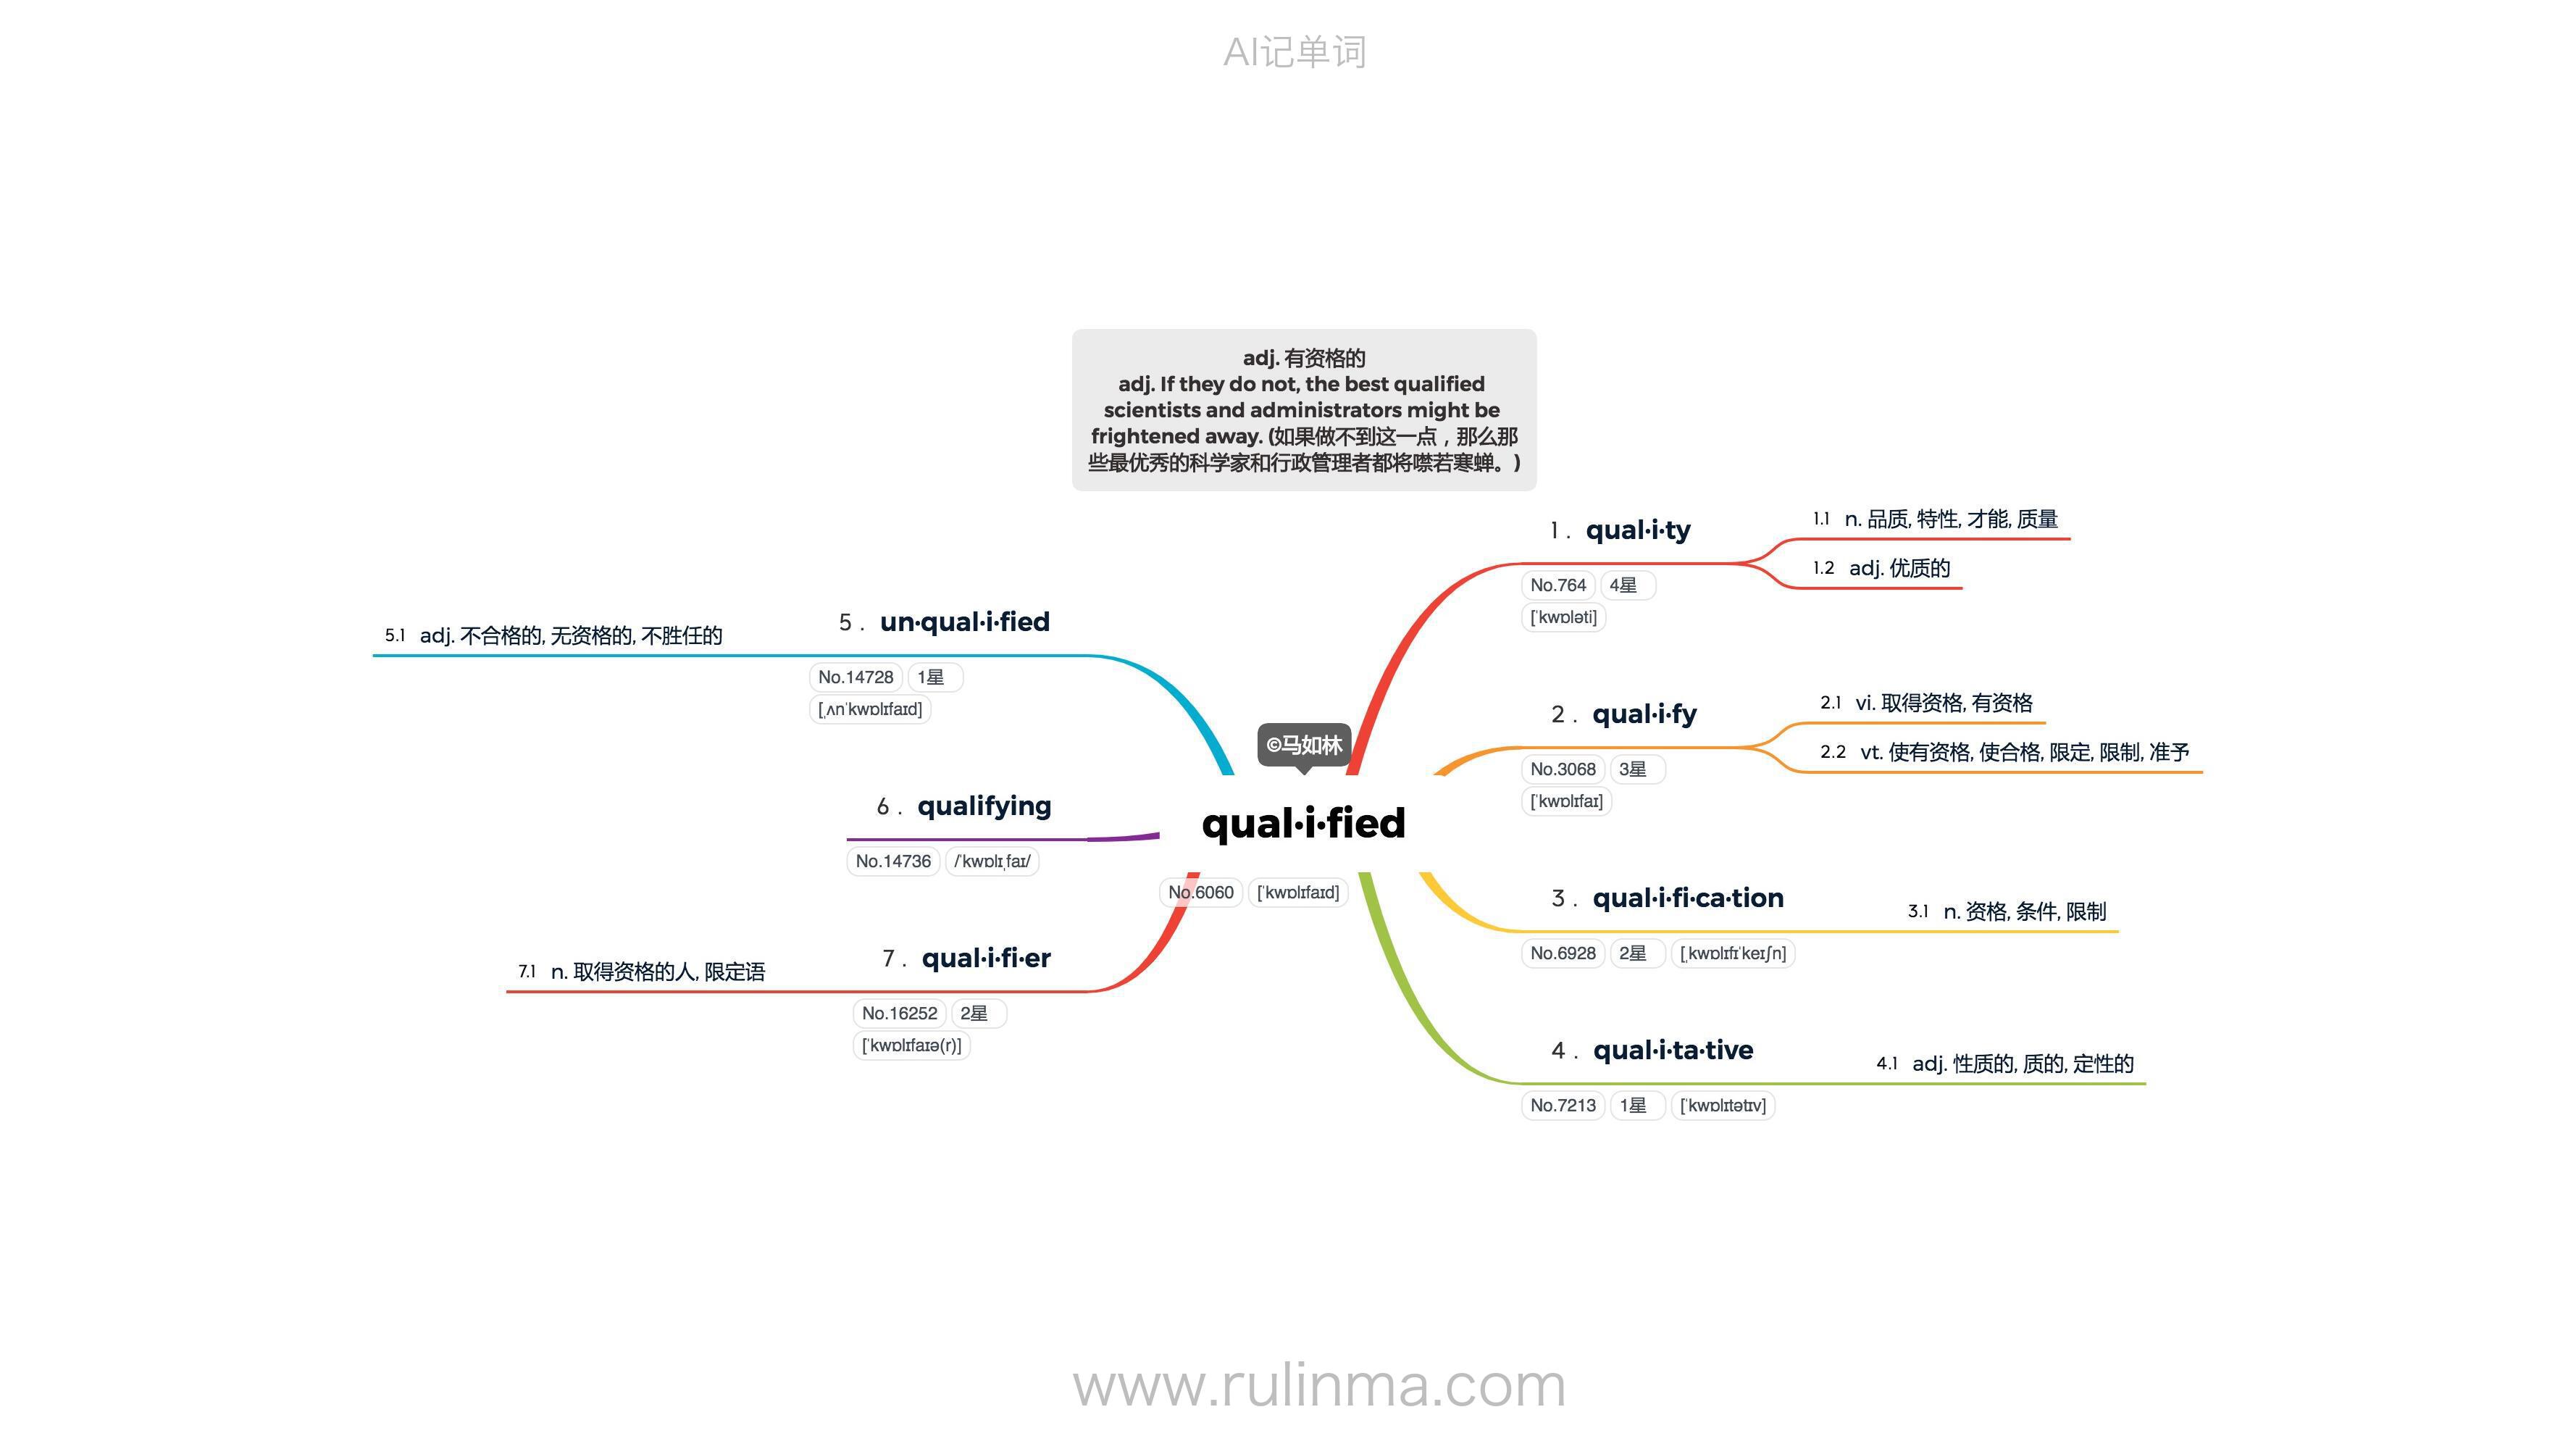 AI记单词
adj. 有资格的
adj. If they do not, the best qualified
scientists and administrators might be
frightened away. (如果做不到这一点，那么那
些最优秀的科学家和行政管理者都将噤若寒蝉。)
©马如林
qual·i·fied
No.6060 [ˈkwɒlɪfaɪd]
1. qual·i·ty
No.764 4星
[ˈkwɒləti]
1.1 n. 品质, 特性, 才能, 质量
1.2 adj. 优质的
2. qual·i·fy
No.3068 3星
[ˈkwɒlɪfaɪ]
2.1 vi. 取得资格, 有资格
2.2 vt. 使有资格, 使合格, 限定, 限制, 准予
3. qual·i·fi·ca·tion
No.6928 2星 [ˌkwɒlɪfɪˈkeɪʃn]
3.1 n. 资格, 条件, 限制
4. qual·i·ta·tive
No.7213 1星 [ˈkwɒlɪtətɪv]
4.1 adj. 性质的, 质的, 定性的
5. un·qual·i·fied
No.14728 1星
[ˌʌnˈkwɒlɪfaɪd]
5.1 adj. 不合格的, 无资格的, 不胜任的
6. qualifying
No.14736 /ˈkwɒlɪˌfaɪ/
7. qual·i·fi·er
No.16252 2星
[ˈkwɒlɪfaɪə(r)]
7.1 n. 取得资格的人, 限定语
www.rulinma.com